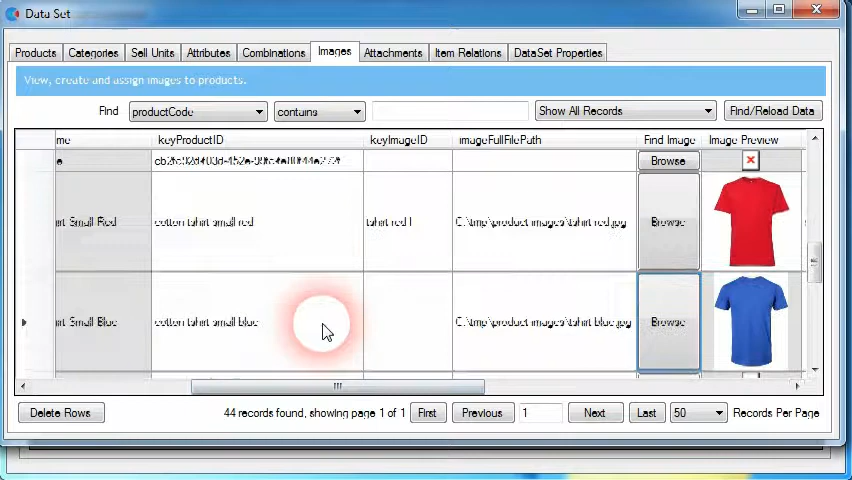 Data Set
Products Categories Sell Units Attributes Combinations Images Attachments Item Relations DataSet Properties
View, create and assign images to products.
Find productCode contains Show All Records Find/Reload Data
me keyProductID keyImageID imageFullFilePath Find Image Image Preview
e Browse
irt Small Red cotton tshirt small red tshirt red 1 C:\tmp\product images\tshirt red.jpg Browse
irt Small Blue cotton tshirt small blue C:\tmp\product images\tshirt blue.jpg Browse
Delete Rows 44 records found, showing page 1 of 1 First Previous 1 Next Last 50 Records Per Page